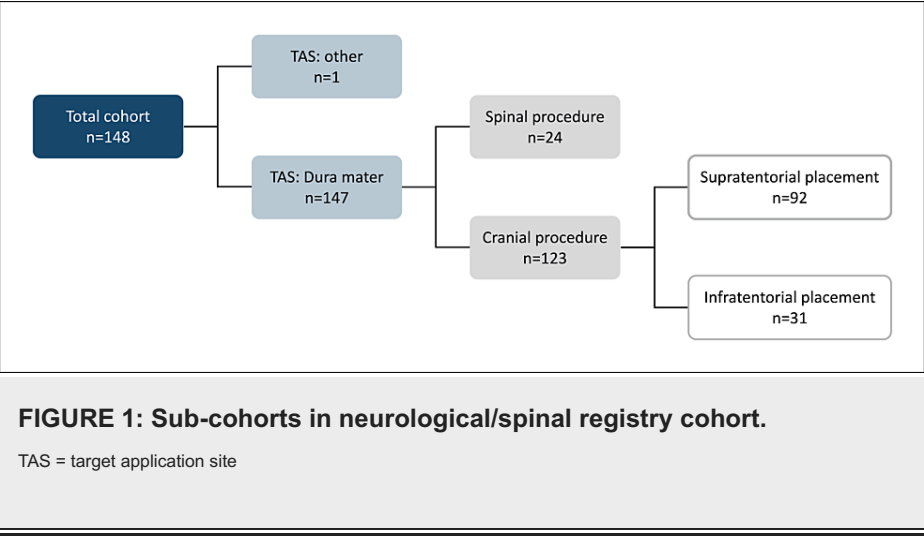 Total cohort
n=148
TAS: other
n=1
TAS: Dura mater
n=147
Spinal procedure
n=24
Cranial procedure
n=123
Supratentorial placement
n=92
Infratentorial placement
n=31
FIGURE 1: Sub-cohorts in neurological/spinal registry cohort.
TAS = target application site